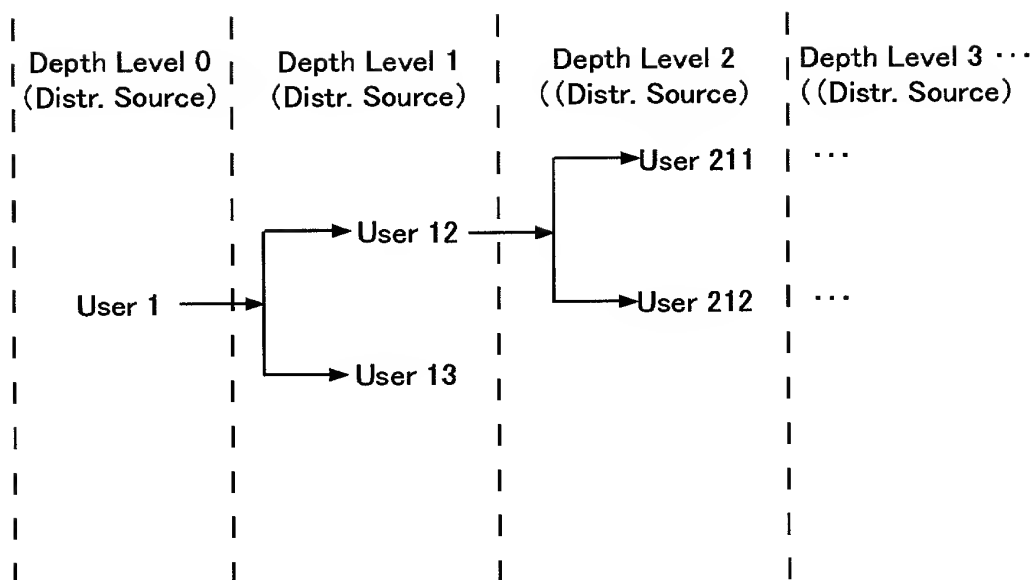 Depth Level 0
(Distr. Source)
Depth Level 1
(Distr. Source)
Depth Level 2
((Distr. Source)
Depth Level 3 ···
((Distr. Source)
User 211 ···
User 12
User 1
User 212 ···
User 13